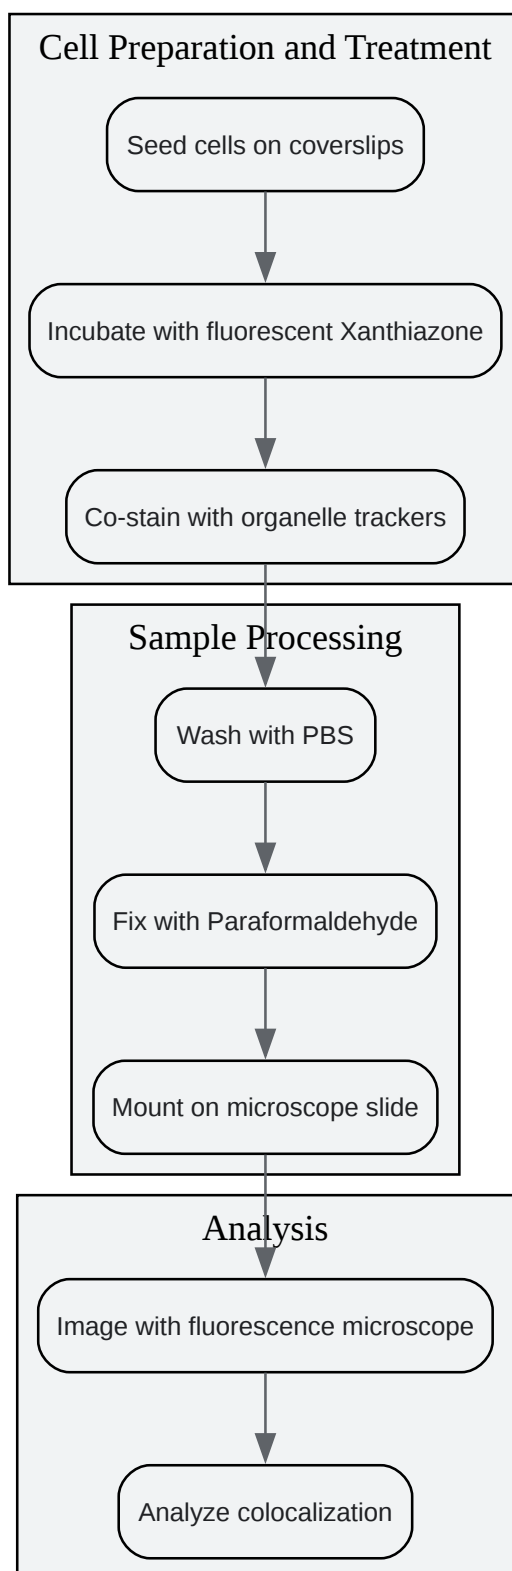 Cell Preparation and Treatment
Seed cells on coverslips
Incubate with fluorescent Xanthiazone
Co-stain with organelle trackers
Sample Processing
Wash with PBS
Fix with Paraformaldehyde
Mount on microscope slide
Analysis
Image with fluorescence microscope
Analyze colocalization